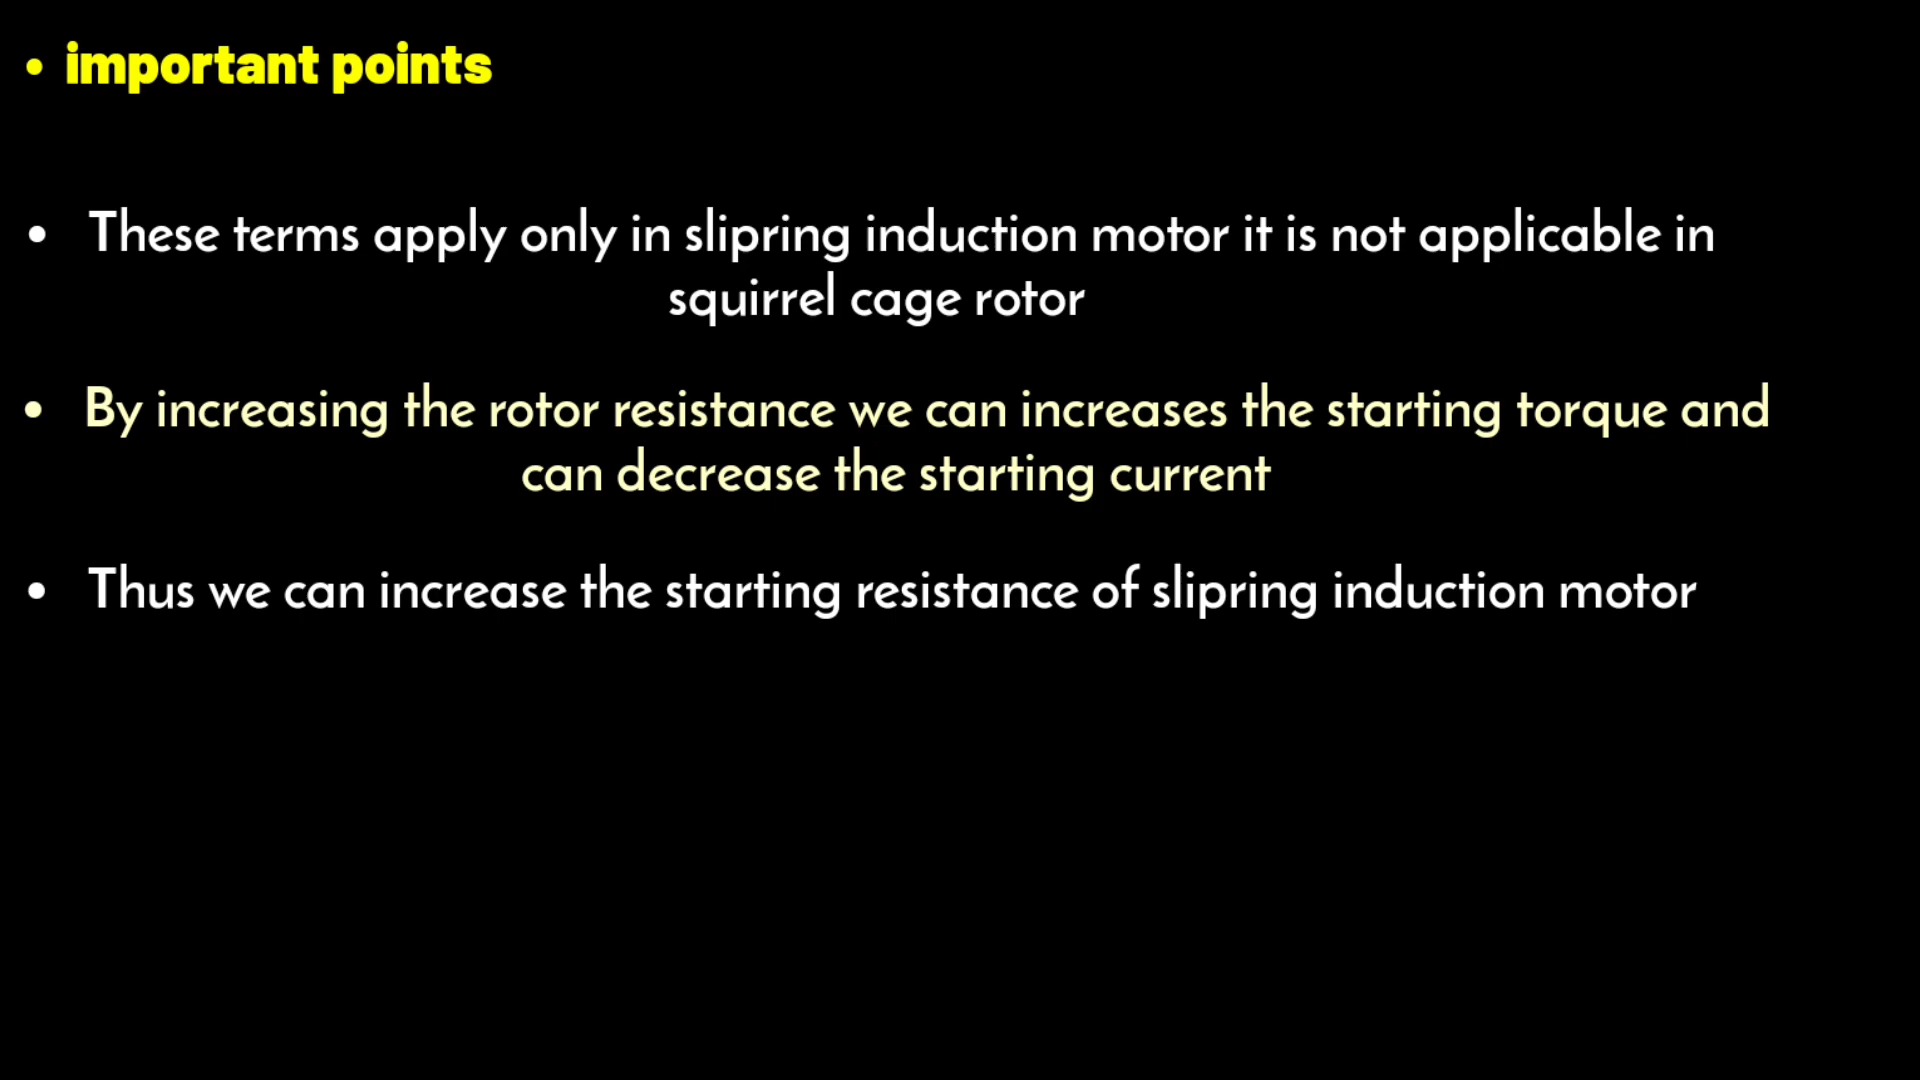 • important points
• These terms apply only in slipring induction motor it is not applicable in
squirrel cage rotor
• By increasing the rotor resistance we can increases the starting torque and
can decrease the starting current
• Thus we can increase the starting resistance of slipring induction motor